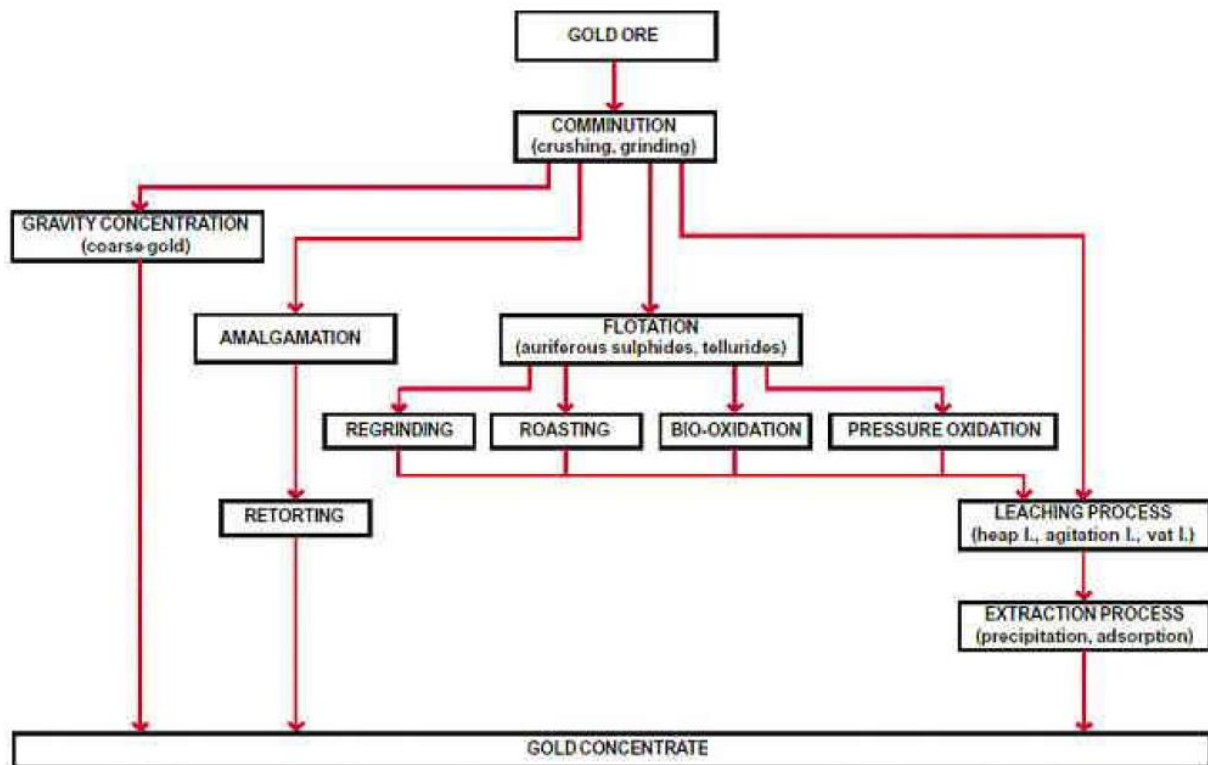 GOLD ORE
COMMINUTION
(crushing, grinding)
GRAVITY CONCENTRATION
(coarse gold)
AMALGAMATION
FLOTATION
(auriferous sulphides, tellurides)
REGRINDING
ROASTING
BIO-OXIDATION
PRESSURE OXIDATION
RETORTING
LEACHING PROCESS
(heap l., agitation l., vat l.)
EXTRACTION PROCESS
(precipitation, adsorption)
GOLD CONCENTRATE